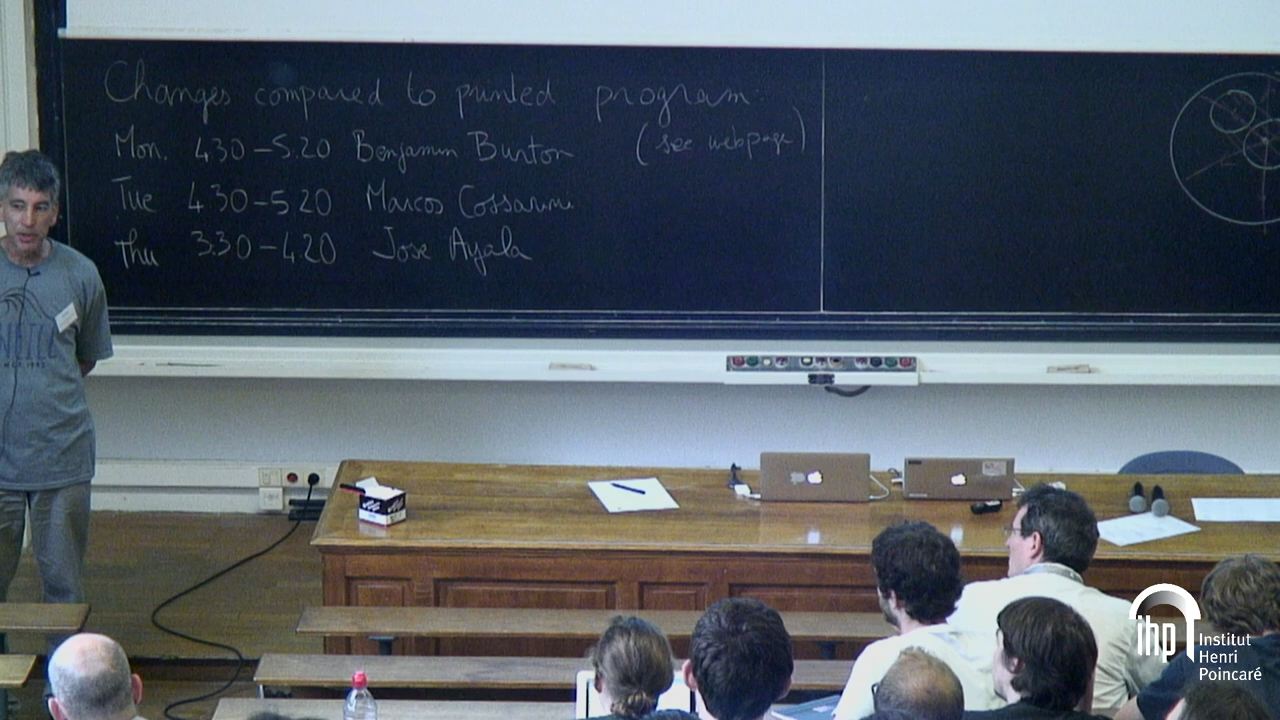 Changes compared to printed program:
(see webpage)
Mon. 4.30-5.20 Benjamin Burton
Tue 4.30-5.20 Marcos Cossarini
Thu 3.30-4.20 Jose Ayala
ihp
Institut
Henri
Poincaré